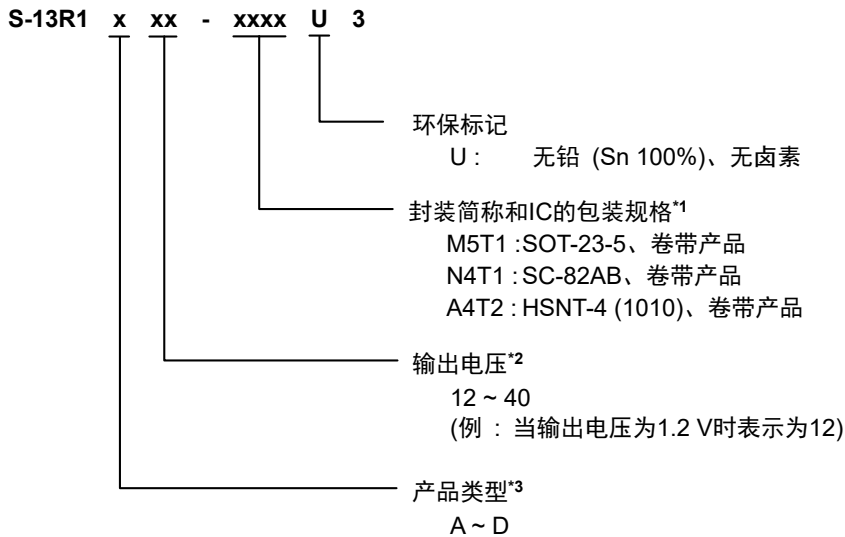 S-13R1 x xx - xxxx U 3
环保标记
U : 无铅 (Sn 100%)、无卤素
封装简称和IC的包装规格*1
M5T1 : SOT-23-5、卷带产品
N4T1 : SC-82AB、卷带产品
A4T2 : HSNT-4 (1010)、卷带产品
输出电压*2
12 ~ 40
(例 : 当输出电压为1.2 V时表示为12)
产品类型*3
A ~ D